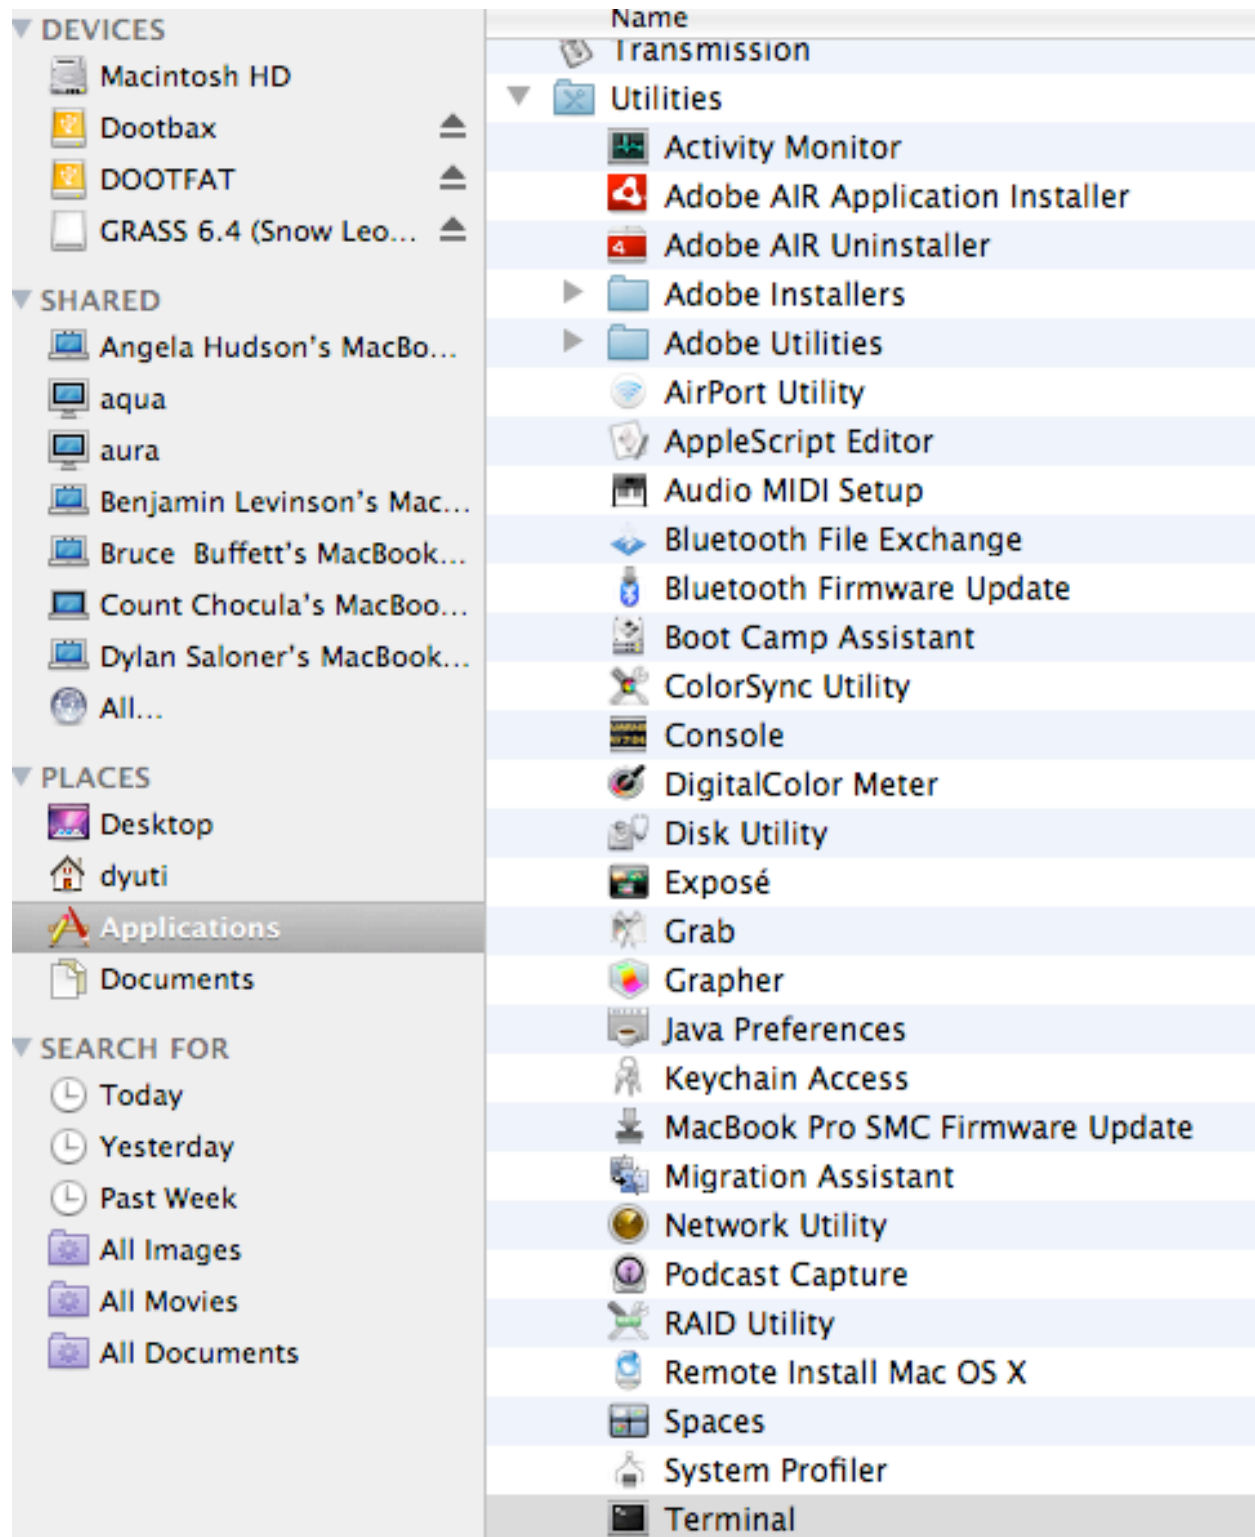 DEVICES
Macintosh HD
Dootbax
DOOTFAT
GRASS 6.4 (Snow Leo...
SHARED
Angela Hudson's MacBo...
aqua
aura
Benjamin Levinson's Mac...
Bruce  Buffett's MacBook...
Count Chocula's MacBoo...
Dylan Saloner's MacBook...
All...
PLACES
Desktop
dyuti
Applications
Documents
SEARCH FOR
Today
Yesterday
Past Week
All Images
All Movies
All Documents
Name
Transmission
Utilities
Activity Monitor
Adobe AIR Application Installer
Adobe AIR Uninstaller
Adobe Installers
Adobe Utilities
AirPort Utility
AppleScript Editor
Audio MIDI Setup
Bluetooth File Exchange
Bluetooth Firmware Update
Boot Camp Assistant
ColorSync Utility
Console
DigitalColor Meter
Disk Utility
Exposé
Grab
Grapher
Java Preferences
Keychain Access
MacBook Pro SMC Firmware Update
Migration Assistant
Network Utility
Podcast Capture
RAID Utility
Remote Install Mac OS X
Spaces
System Profiler
Terminal